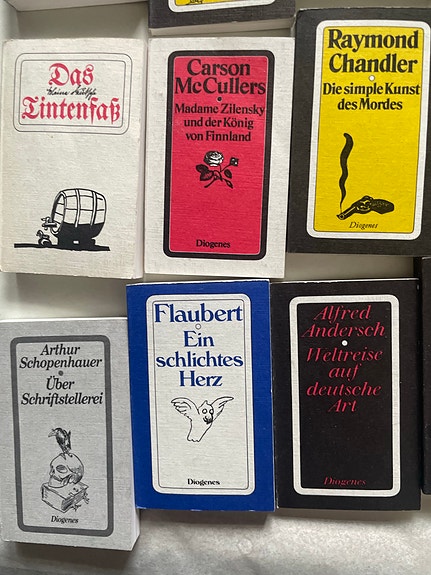 Das
kleine deutsche
Tintenfaß
Carson
McCullers
Madame Zilensky
und der König
von Finnland
Diogenes
Raymond
Chandler
Die simple Kunst
des Mordes
Diogenes
Arthur
Schopenhauer
Über
Schriftstellerei
Diogenes
Flaubert
Ein
schlichtes
Herz
Diogenes
Alfred
Andersch
Weltreise
auf
deutsche
Art
Diogenes